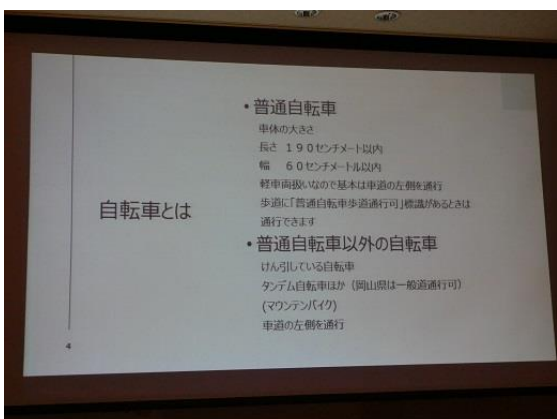 自転車とは
・普通自転車
車体の大きさ
長さ 190センチメート以内
幅 60センチメートル以内
軽車両扱いなので基本は車道の左側を通行
歩道に「普通自転車歩道通行可」標識があるときは
通行できます
・普通自転車以外の自転車
けん引している自転車
タンデム自転車ほか（岡山県は一般道通行可）
(マウンテンバイク)
車道の左側を通行
4